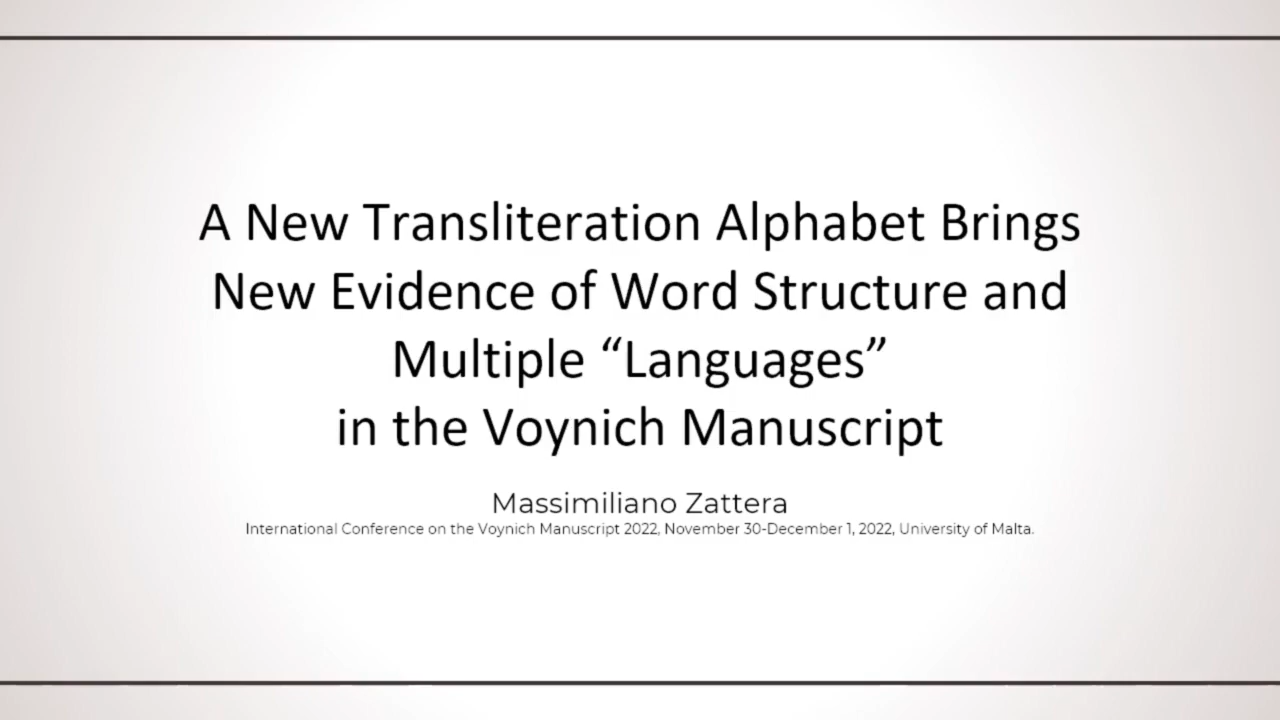 A New Transliteration Alphabet Brings
New Evidence of Word Structure and
Multiple “Languages”
in the Voynich Manuscript
Massimiliano Zattera
International Conference on the Voynich Manuscript 2022, November 30-December 1, 2022, University of Malta.